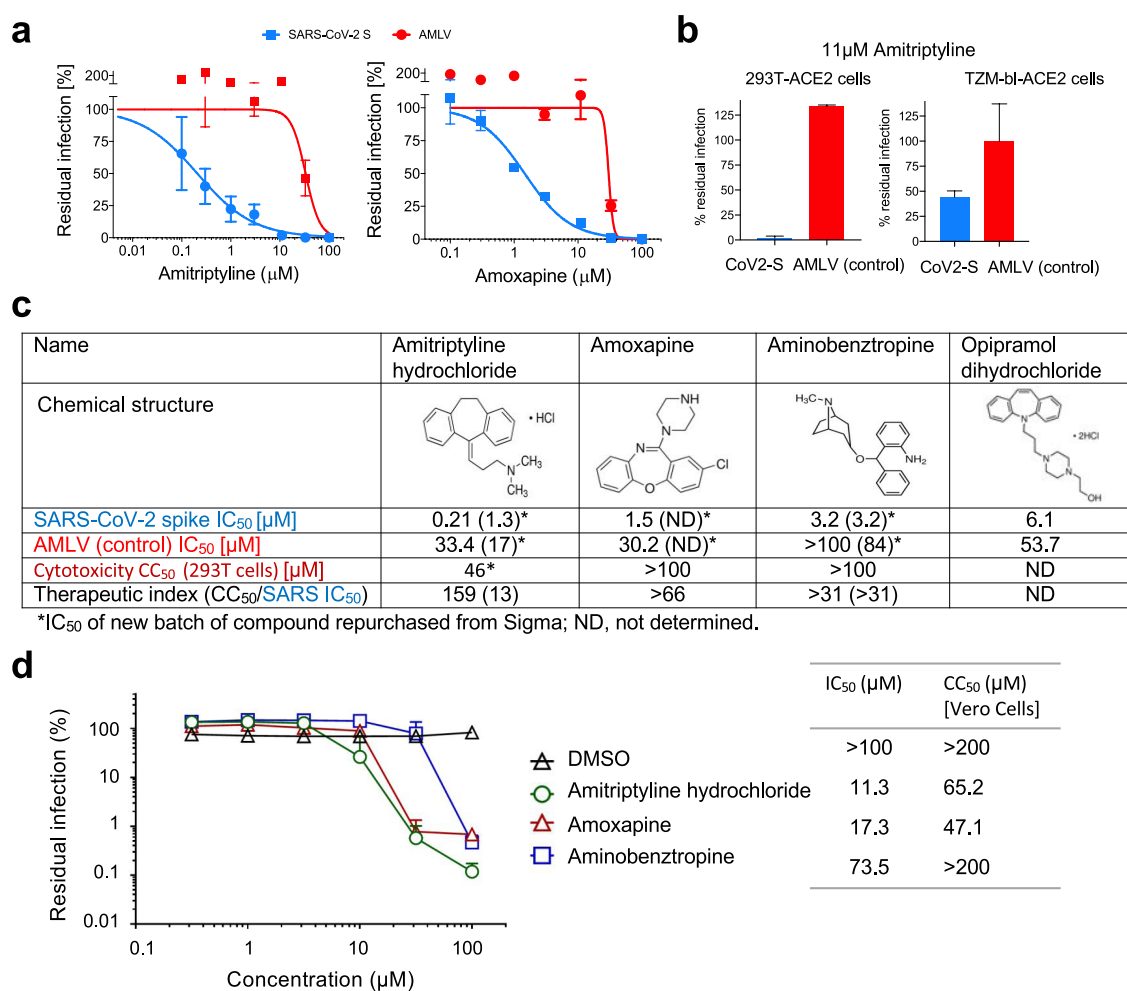 a
SARS-CoV-2 S
AMLV
Residual infection [%]
200
100
75
50
25
0
0.1
1
10
100
Amitriptyline (μM)
Residual infection [%]
200
100
75
50
25
0
0.1
1
10
100
Amoxapine (μM)
b
11μM Amitriptyline
293T-ACE2 cells
% residual infection
125
100
75
50
25
0
CoV2-S
AMLV (control)
TZM-bl-ACE2 cells
% residual infection
125
100
75
50
25
0
CoV2-S
AMLV (control)
c
Name
Amitriptyline hydrochloride
Amoxapine
Aminobenztropine
Opipramol dihydrochloride
Chemical structure
• HCl
N
CH₃
CH₃
NH
N
N
O
Cl
H₃C
N
O
NH₂
N
• 2HCl
N
N
OH
SARS-CoV-2 spike IC₅₀ [μM] 0.21 (1.3)* 1.5 (ND)* 3.2 (3.2)* 6.1
AMLV (control) IC₅₀ [μM] 33.4 (17)* 30.2 (ND)* >100 (84)* 53.7
Cytotoxicity CC₅₀ (293T cells) [μM] 46* >100 >100 ND
Therapeutic index (CC₅₀/SARS IC₅₀) 159 (13) >66 >31 (>31) ND
*IC₅₀ of new batch of compound repurchased from Sigma; ND, not determined.
d
Residual infection (%)
100
10
1
0.1
0.01
0.1
1
10
100
Concentration (μM)
IC₅₀ (μM) CC₅₀ (μM) [Vero Cells]
DMSO >100 >200
Amitriptyline hydrochloride 11.3 65.2
Amoxapine 17.3 47.1
Aminobenztropine 73.5 >200